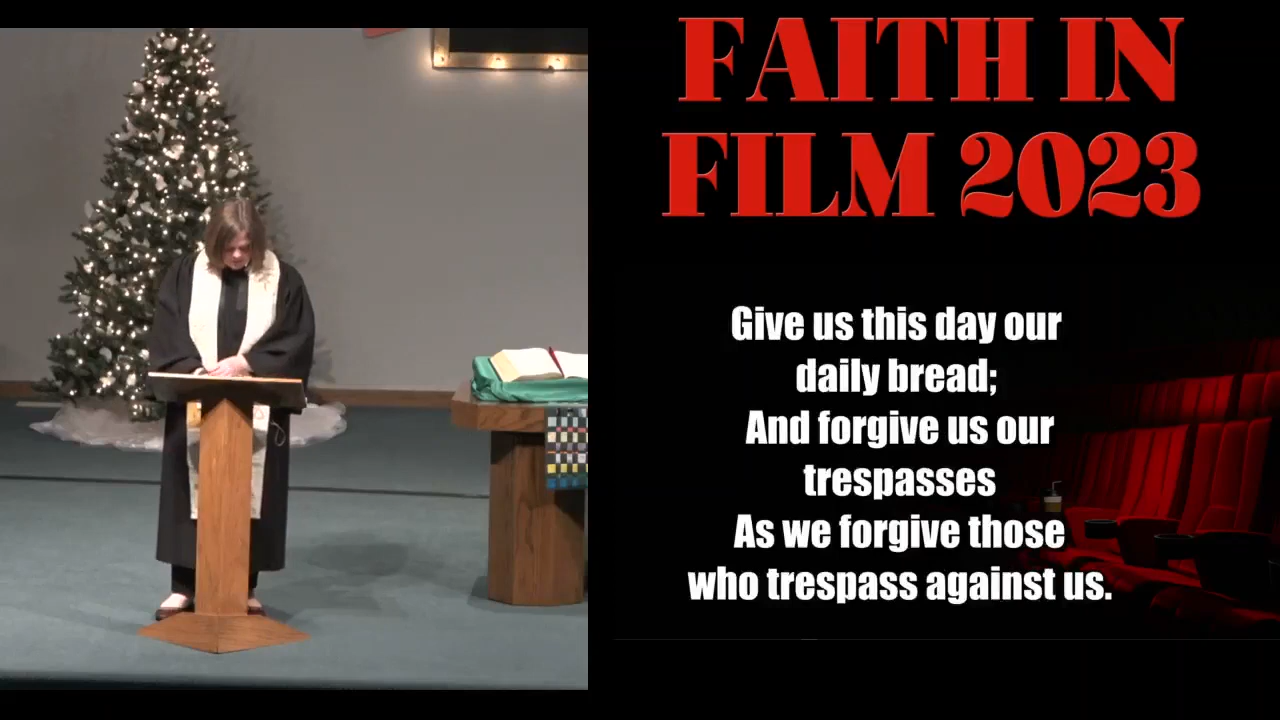 FAITH IN
FILM 2023
Give us this day our
daily bread;
And forgive us our
trespasses
As we forgive those
who trespass against us.